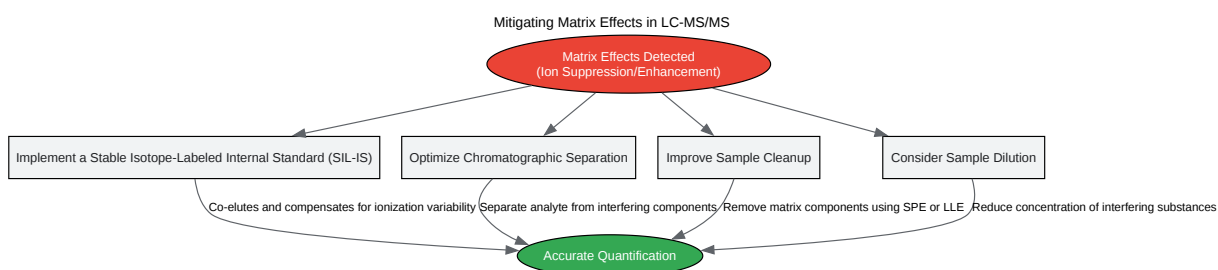 Mitigating Matrix Effects in LC-MS/MS
Matrix Effects Detected
(Ion Suppression/Enhancement)
Implement a Stable Isotope-Labeled Internal Standard (SIL-IS)
Optimize Chromatographic Separation
Improve Sample Cleanup
Consider Sample Dilution
Co-elutes and compensates for ionization variability
Separate analyte from interfering components
Remove matrix components using SPE or LLE
Reduce concentration of interfering substances
Accurate Quantification